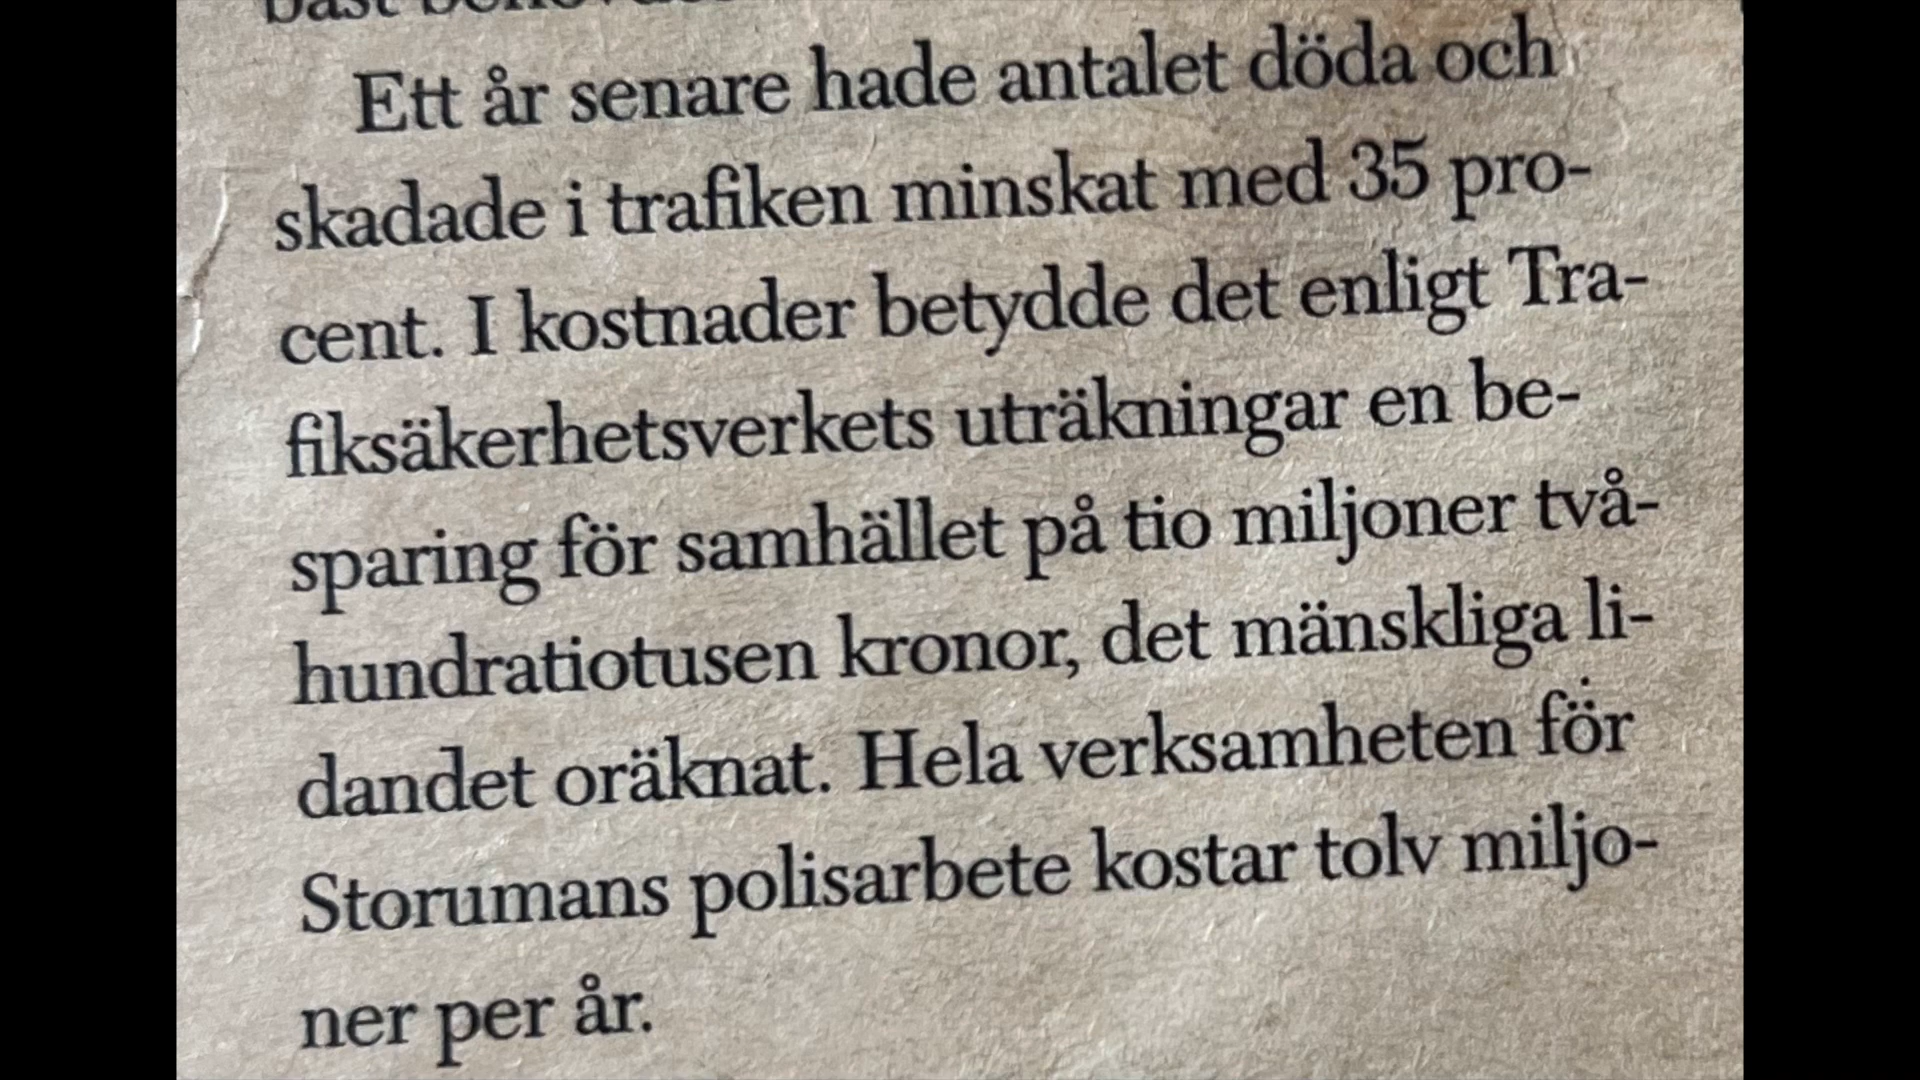 Ett år senare hade antalet döda och
skadade i trafiken minskat med 35 pro-
cent. I kostnader betydde det enligt Tra-
fiksäkerhetsverkets uträkningar en be-
sparing för samhället på tio miljoner två-
hundratiotusen kronor, det mänskliga li-
dandet oräknat. Hela verksamheten för
Storumans polisarbete kostar tolv miljo-
ner per år.